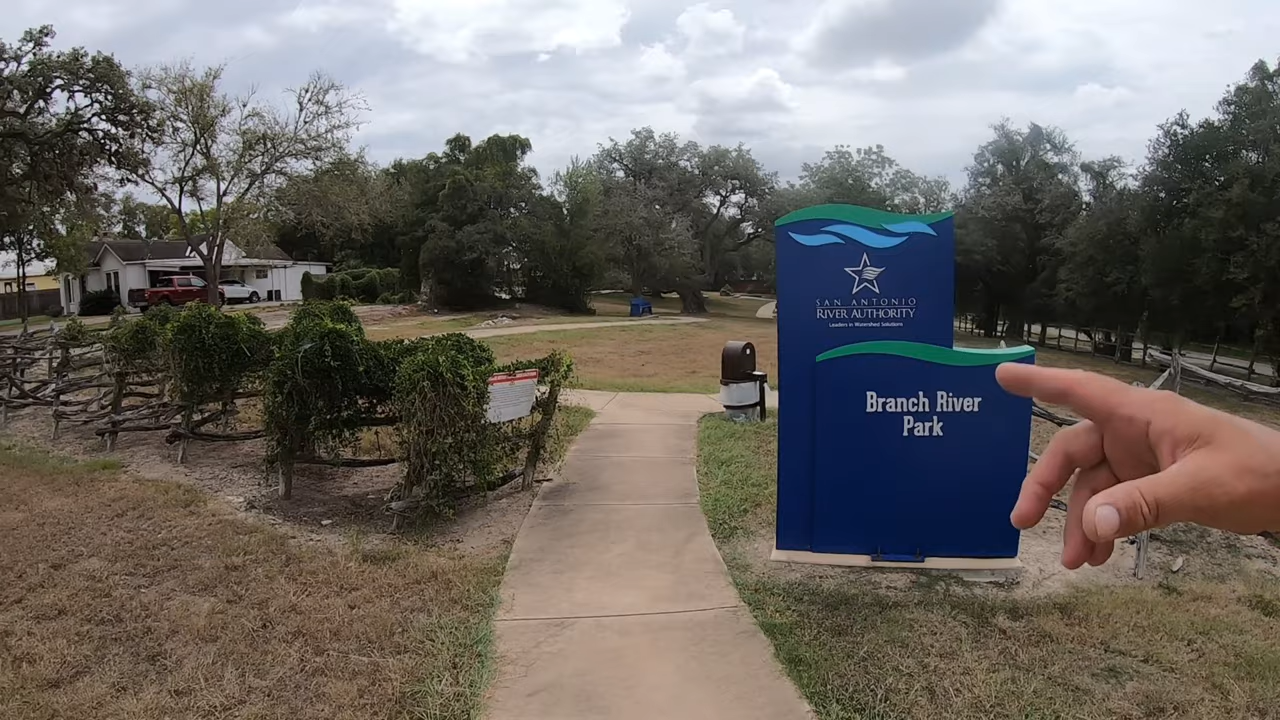 SAN ANTONIO
RIVER AUTHORITY
Leaders in Watershed Solutions
Branch River
Park